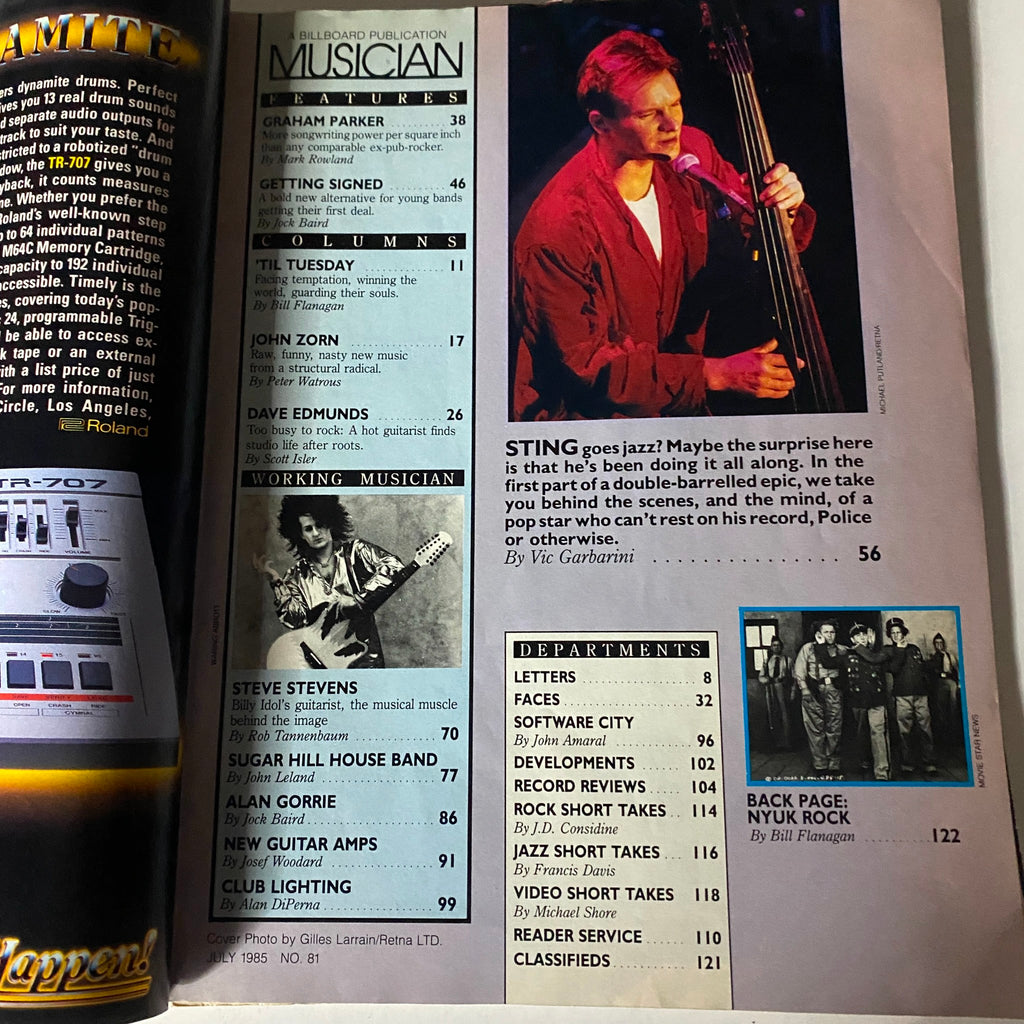 AMITE
ers dynamite drums. Perfect
ives you 13 real drum sounds
d separate audio outputs for
track to suit your taste. And
stricted to a robotized "drum
dow, the TR-707 gives you a
yback, it counts measures
ne. Whether you prefer the
Roland's well-known step
p to 64 individual patterns
M64C Memory Cartridge,
capacity to 192 individual
accessible. Timely is the
es, covering today's pop-
24, programmable Trig-
be able to access ex-
k tape or an external
ith a list price of just
For more information,
Circle, Los Angeles,
Roland
TR-707
VOLUME
14 15 16
OPEN CRASH RIDE
CYMBAL
Happen!
A BILLBOARD PUBLICATION
MUSICIAN
FEATURES
GRAHAM PARKER .......... 38
More songwriting power per square inch
than any comparable ex-pub-rocker.
By Mark Rowland
GETTING SIGNED .......... 46
A bold new alternative for young bands
getting their first deal.
By Jock Baird
COLUMNS
'TIL TUESDAY .......... 11
Facing temptation, winning the
world, guarding their souls.
By Bill Flanagan
JOHN ZORN .......... 17
Raw, funny, nasty new music
from a structural radical.
By Peter Watrous
DAVE EDMUNDS .......... 26
Too busy to rock: A hot guitarist finds
studio life after roots.
By Scott Isler
WORKING MUSICIAN
STEVE STEVENS
Billy Idol's guitarist, the musical muscle
behind the image
By Rob Tannenbaum .......... 70
SUGAR HILL HOUSE BAND
By John Leland .......... 77
ALAN GORRIE
By Jock Baird .......... 86
NEW GUITAR AMPS
By Josef Woodard .......... 91
CLUB LIGHTING
By Alan DiPerna .......... 99
Cover Photo by Gilles Larrain/Retna LTD.
JULY 1985 NO. 81
MICHAEL PUTLAND/RETNA
STING goes jazz? Maybe the surprise here
is that he's been doing it all along. In the
first part of a double-barrelled epic, we take
you behind the scenes, and the mind, of a
pop star who can't rest on his record, Police
or otherwise.
By Vic Garbarini .......... 56
DEPARTMENTS
LETTERS .......... 8
FACES .......... 32
SOFTWARE CITY
By John Amaral .......... 96
DEVELOPMENTS .......... 102
RECORD REVIEWS .......... 104
ROCK SHORT TAKES .. 114
By J.D. Considine
JAZZ SHORT TAKES ... 116
By Francis Davis
VIDEO SHORT TAKES .. 118
By Michael Shore
READER SERVICE ...... 110
CLASSIFIEDS .......... 121
MOVIE STAR NEWS
BACK PAGE:
NYUK ROCK
By Bill Flanagan .......... 122